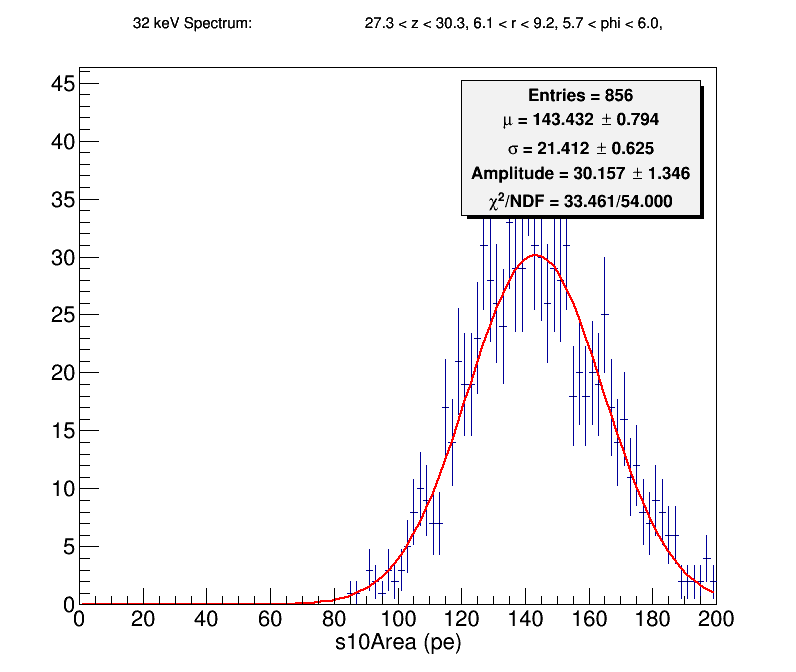 32 keV Spectrum: 27.3 < z < 30.3, 6.1 < r < 9.2, 5.7 < phi < 6.0,
Entries = 856
μ = 143.432 ± 0.794
σ = 21.412 ± 0.625
Amplitude = 30.157 ± 1.346
χ²/NDF = 33.461/54.000
45
40
35
30
25
20
15
10
5
0
0 20 40 60 80 100 120 140 160 180 200
s10Area (pe)